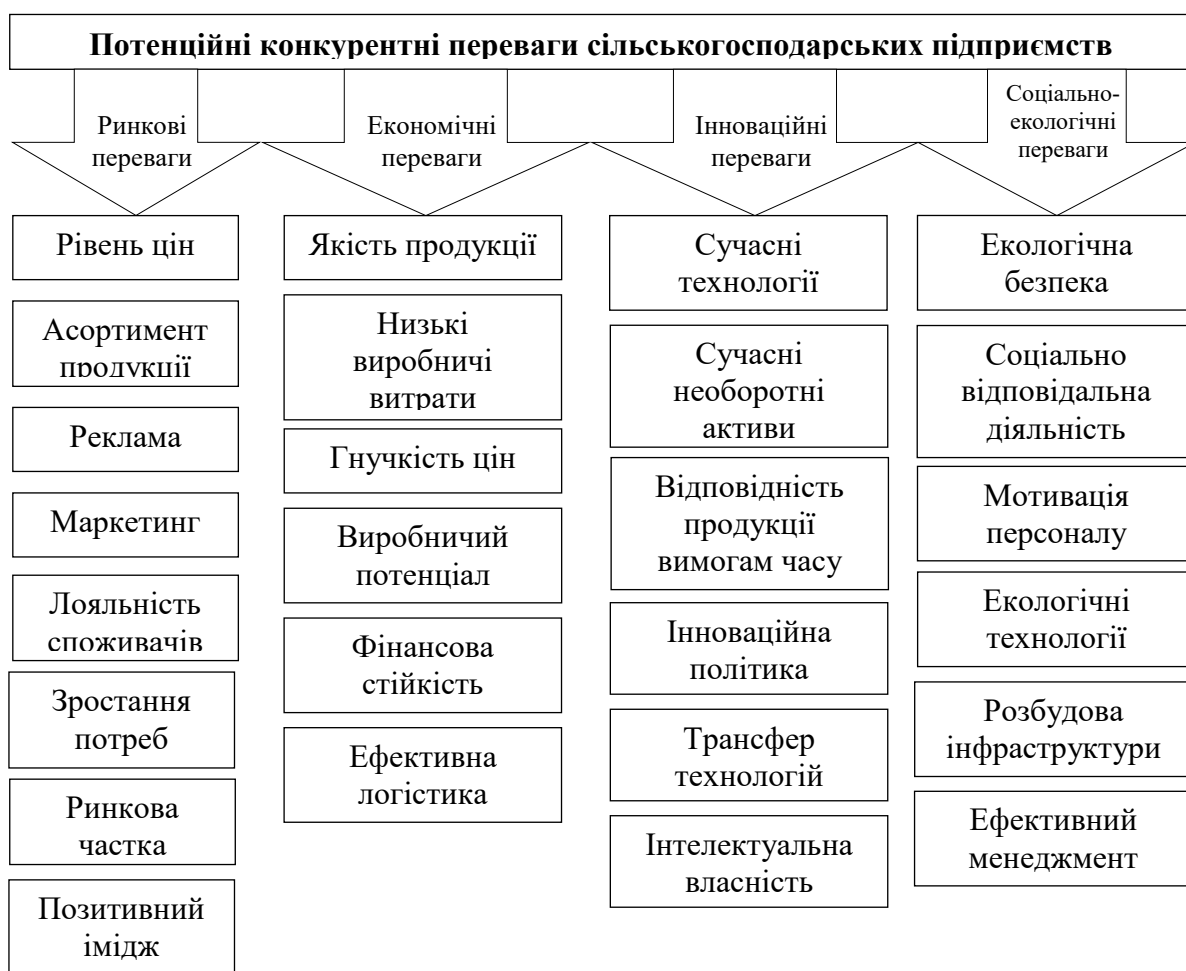 Потенційні конкурентні переваги сільськогосподарських підприємств
Ринкові
переваги
Економічні
переваги
Інноваційні
переваги
Соціально-
екологічні
переваги
Рівень цін
Асортимент
продукції
Реклама
Маркетинг
Лояльність
споживачів
Зростання
потреб
Ринкова
частка
Позитивний
імідж
Якість продукції
Низькі
виробничі
витрати
Гнучкість цін
Виробничий
потенціал
Фінансова
стійкість
Ефективна
логістика
Сучасні
технології
Сучасні
необоротні
активи
Відповідність
продукції
вимогам часу
Інноваційна
політика
Трансфер
технологій
Інтелектуальна
власність
Екологічна
безпека
Соціально
відповідальна
діяльність
Мотивація
персоналу
Екологічні
технології
Розбудова
інфраструктури
Ефективний
менеджмент